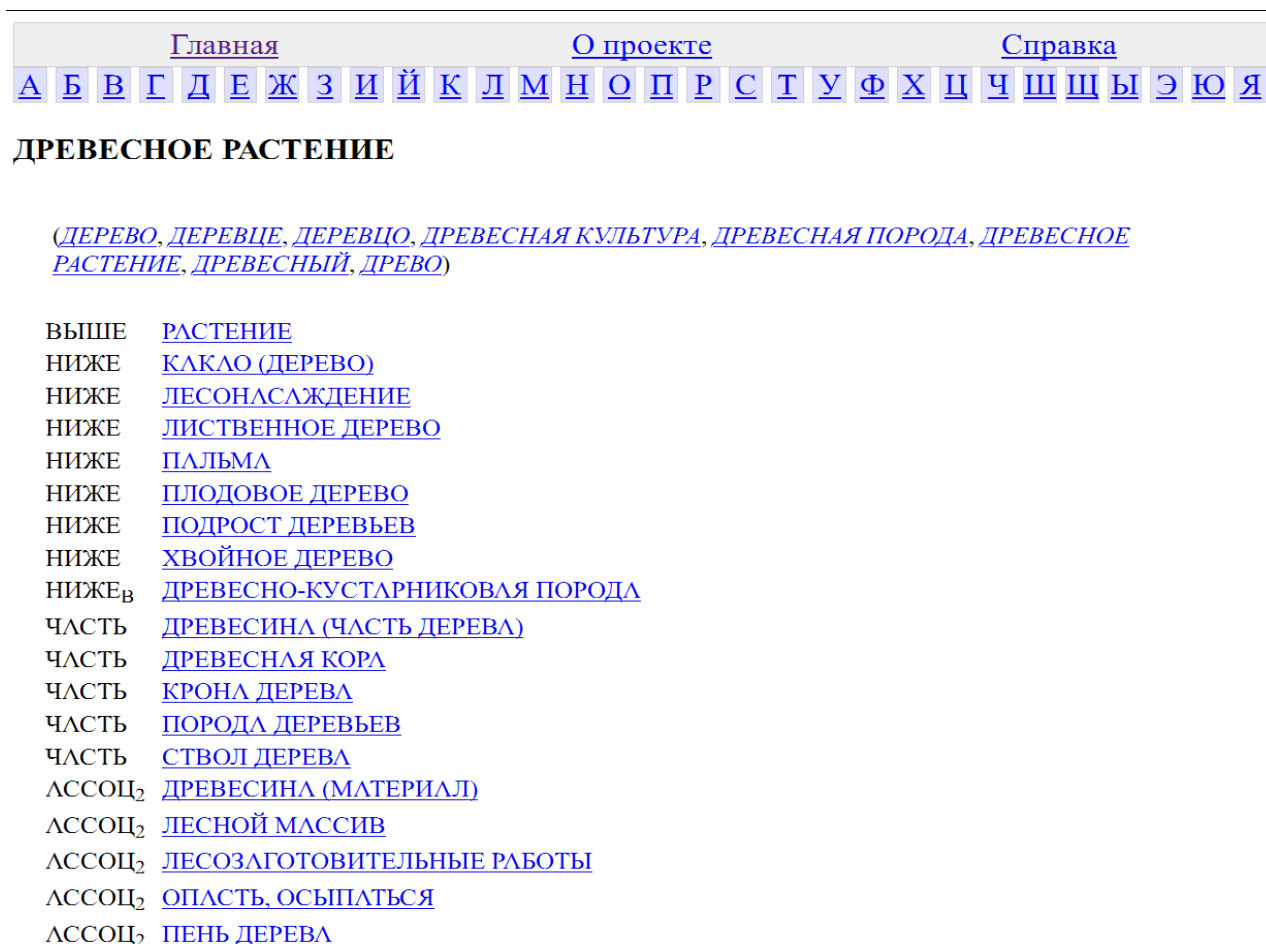 Главная О проекте Справка
А Б В Г Д Е Ж З И Й К Л М Н О П Р С Т У Ф Х Ц Ч Ш Щ Ы Э Ю Я
ДРЕВЕСНОЕ РАСТЕНИЕ
(ДЕРЕВО, ДЕРЕВЦЕ, ДЕРЕВЦО, ДРЕВЕСНАЯ КУЛЬТУРА, ДРЕВЕСНАЯ ПОРОДА, ДРЕВЕСНОЕ
РАСТЕНИЕ, ДРЕВЕСНЫЙ, ДРЕВО)
ВЫШЕ РАСТЕНИЕ
НИЖЕ КАКАО (ДЕРЕВО)
НИЖЕ ЛЕСОНАСАЖДЕНИЕ
НИЖЕ ЛИСТВЕННОЕ ДЕРЕВО
НИЖЕ ПАЛЬМА
НИЖЕ ПЛОДОВОЕ ДЕРЕВО
НИЖЕ ПОДРОСТ ДЕРЕВЬЕВ
НИЖЕ ХВОЙНОЕ ДЕРЕВО
НИЖЕВ ДРЕВЕСНО-КУСТАРНИКОВАЯ ПОРОДА
ЧАСТЬ ДРЕВЕСИНА (ЧАСТЬ ДЕРЕВА)
ЧАСТЬ ДРЕВЕСНАЯ КОРА
ЧАСТЬ КРОНА ДЕРЕВА
ЧАСТЬ ПОРОДА ДЕРЕВЬЕВ
ЧАСТЬ СТВОЛ ДЕРЕВА
АССОЦ2 ДРЕВЕСИНА (МАТЕРИАЛ)
АССОЦ2 ЛЕСНОЙ МАССИВ
АССОЦ2 ЛЕСОЗАГОТОВИТЕЛЬНЫЕ РАБОТЫ
АССОЦ2 ОПАСТЬ, ОСЫПАТЬСЯ
АССОЦ2 ПЕНЬ ДЕРЕВА